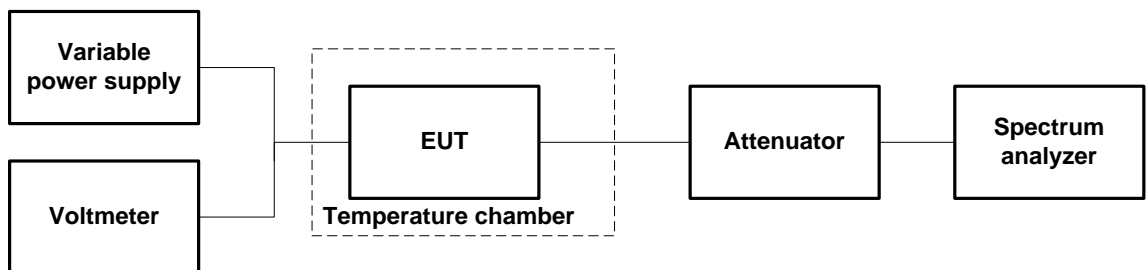 Variable
power supply
Voltmeter
EUT
Temperature chamber
Attenuator
Spectrum
analyzer